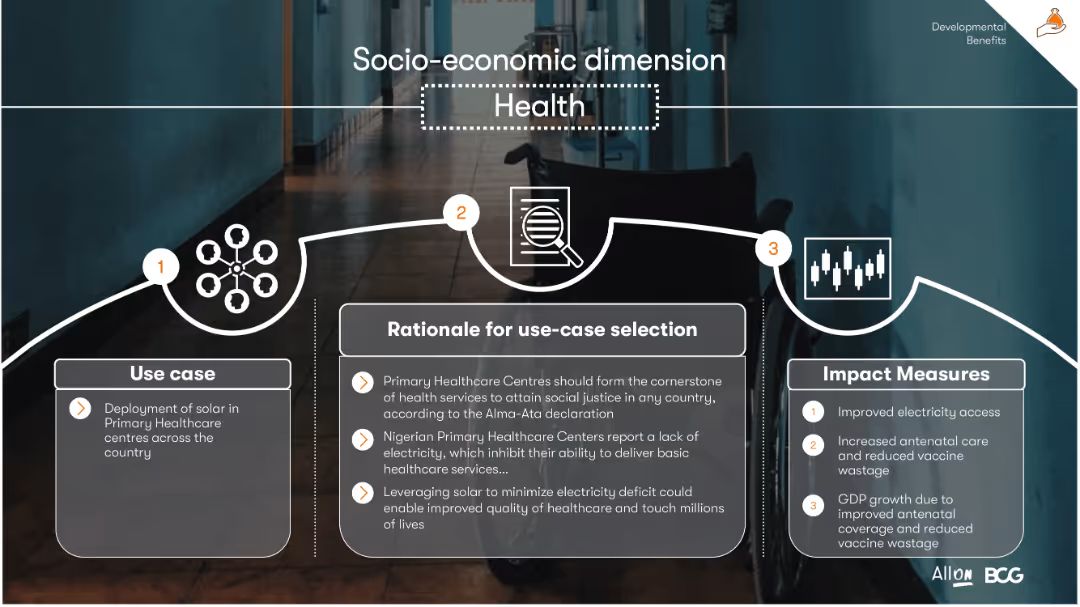 Developmental
Benefits
Socio-economic dimension
Health
1
2
3
Use case
Deployment of solar in
Primary Healthcare
centres across the
country
Rationale for use-case selection
Primary Healthcare Centres should form the cornerstone
of health services to attain social justice in any country,
according to the Alma-Ata declaration
Nigerian Primary Healthcare Centers report a lack of
electricity, which inhibit their ability to deliver basic
healthcare services...
Leveraging solar to minimize electricity deficit could
enable improved quality of healthcare and touch millions
of lives
Impact Measures
1 Improved electricity access
2 Increased antenatal care
and reduced vaccine
wastage
3 GDP growth due to
improved antenatal
coverage and reduced
vaccine wastage
All on BCG